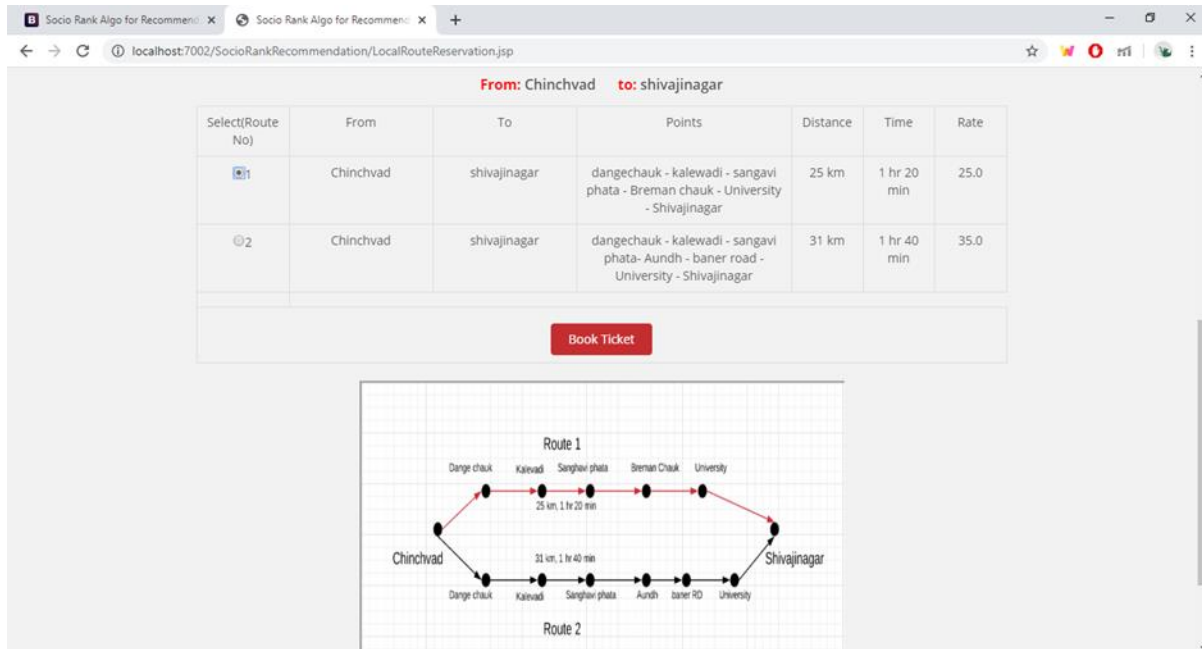 Socio Rank Algo for Recommend
Socio Rank Algo for Recommend
localhost:7002/SocioRankRecommendation/LocalRouteReservation.jsp
From: Chinchvad to: shivajinagar
Select(Route
No)
From
To
Points
Distance
Time
Rate
1
Chinchvad
shivajinagar
dangechauk - kalewadi - sangavi
phata - Breman chauk - University
- Shivajinagar
25 km
1 hr 20
min
25.0
2
Chinchvad
shivajinagar
dangechauk - kalewadi - sangavi
phata- Aundh - baner road -
University - Shivajinagar
31 km
1 hr 40
min
35.0
Book Ticket
Route 1
Dange chauk
Kalevadi
Sanghavi phata
Breman Chauk
University
25 km, 1 hr 20 min
Chinchvad
31 km, 1 hr 40 min
Shivajinagar
Dange chauk
Kalevadi
Sanghavi phata
Aundh
baner RD
University
Route 2